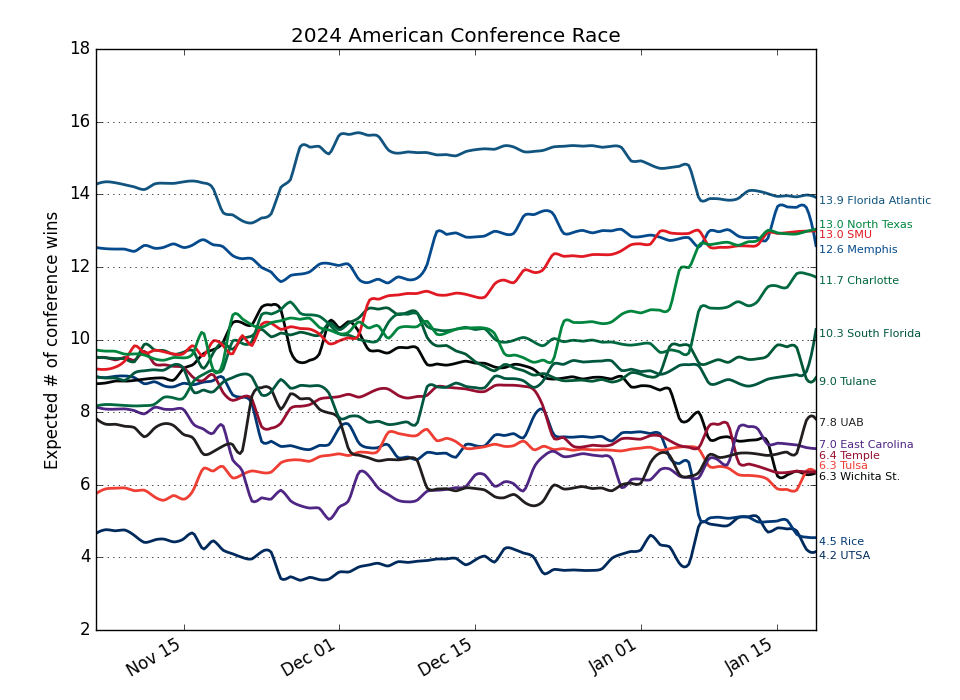 2024 American Conference Race
Expected # of conference wins
18
16
14
12
10
8
6
4
2
13.9 Florida Atlantic
13.0 North Texas
13.0 SMU
12.6 Memphis
11.7 Charlotte
10.3 South Florida
9.0 Tulane
7.8 UAB
7.0 East Carolina
6.4 Temple
6.3 Tulsa
6.3 Wichita St.
4.5 Rice
4.2 UTSA
Nov 15
Dec 01
Dec 15
Jan 01
Jan 15